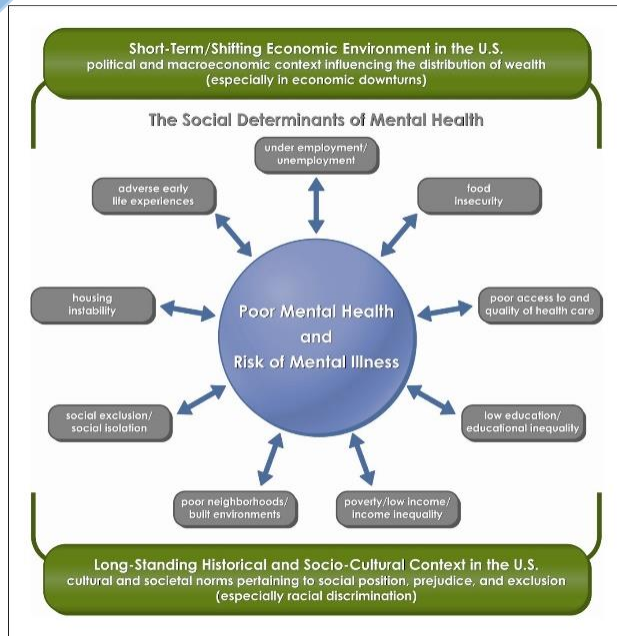 Short-Term/Shifting Economic Environment in the U.S.
political and macroeconomic context influencing the distribution of wealth
(especially in economic downturns)
The Social Determinants of Mental Health
under employment/
unemployment
adverse early
life experiences
food
insecurity
housing
instability
Poor Mental Health
and
Risk of Mental Illness
poor access to and
quality of health care
social exclusion/
social isolation
low education/
educational inequality
poor neighborhoods/
built environments
poverty/low income/
income inequality
Long-Standing Historical and Socio-Cultural Context in the U.S.
cultural and societal norms pertaining to social position, prejudice, and exclusion
(especially racial discrimination)